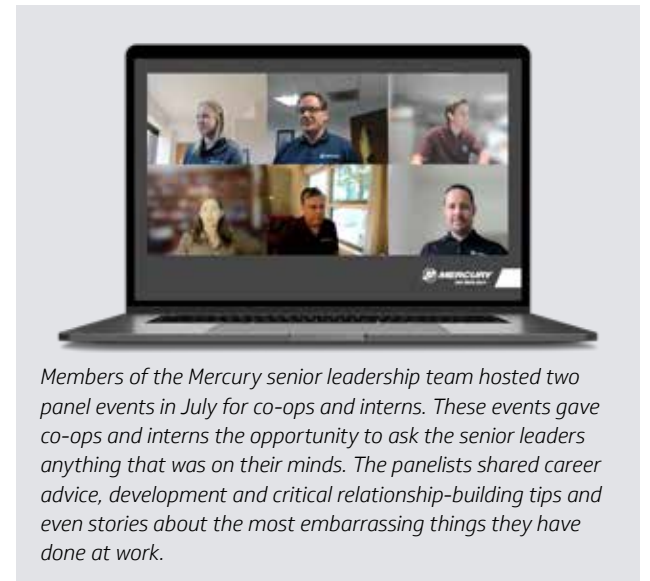 MERCURY
Members of the Mercury senior leadership team hosted two
panel events in July for co-ops and interns. These events gave
co-ops and interns the opportunity to ask the senior leaders
anything that was on their minds. The panelists shared career
advice, development and critical relationship-building tips and
even stories about the most embarrassing things they have
done at work.